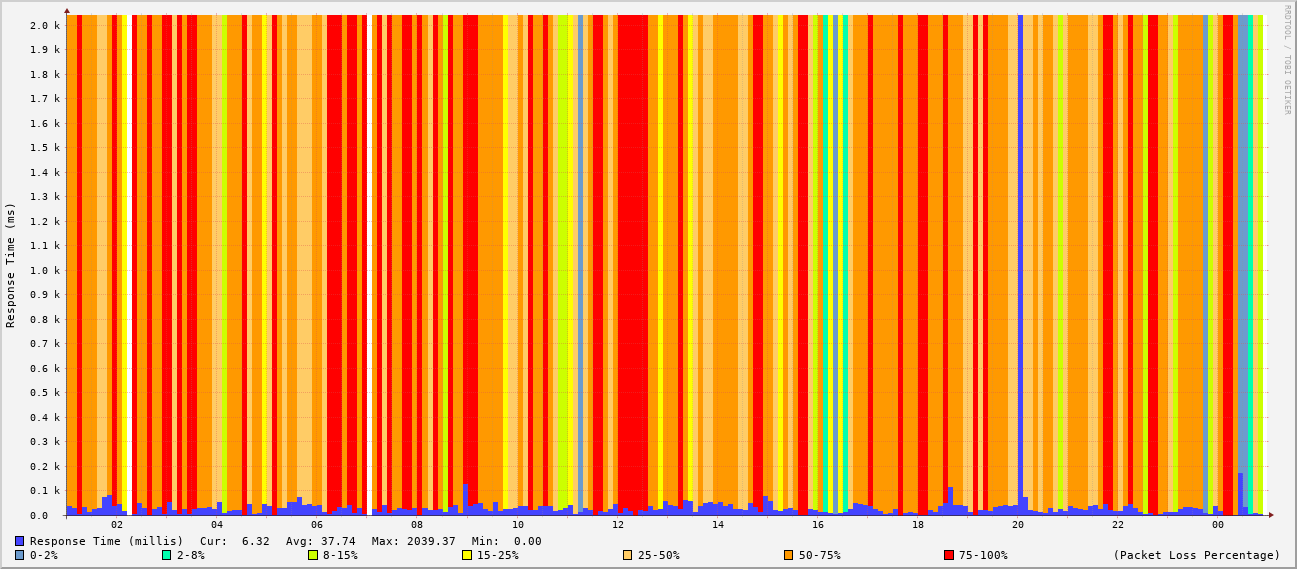 RRDTOOL / TOBI OETIKER
Response Time (ms)
2.0 k
1.9 k
1.8 k
1.7 k
1.6 k
1.5 k
1.4 k
1.3 k
1.2 k
1.1 k
1.0 k
0.9 k
0.8 k
0.7 k
0.6 k
0.5 k
0.4 k
0.3 k
0.2 k
0.1 k
0.0
02 04 06 08 10 12 14 16 18 20 22 00
Response Time (millis) Cur: 6.32 Avg: 37.74 Max: 2039.37 Min: 0.00
0-2% 2-8% 8-15% 15-25% 25-50% 50-75% 75-100% (Packet Loss Percentage)